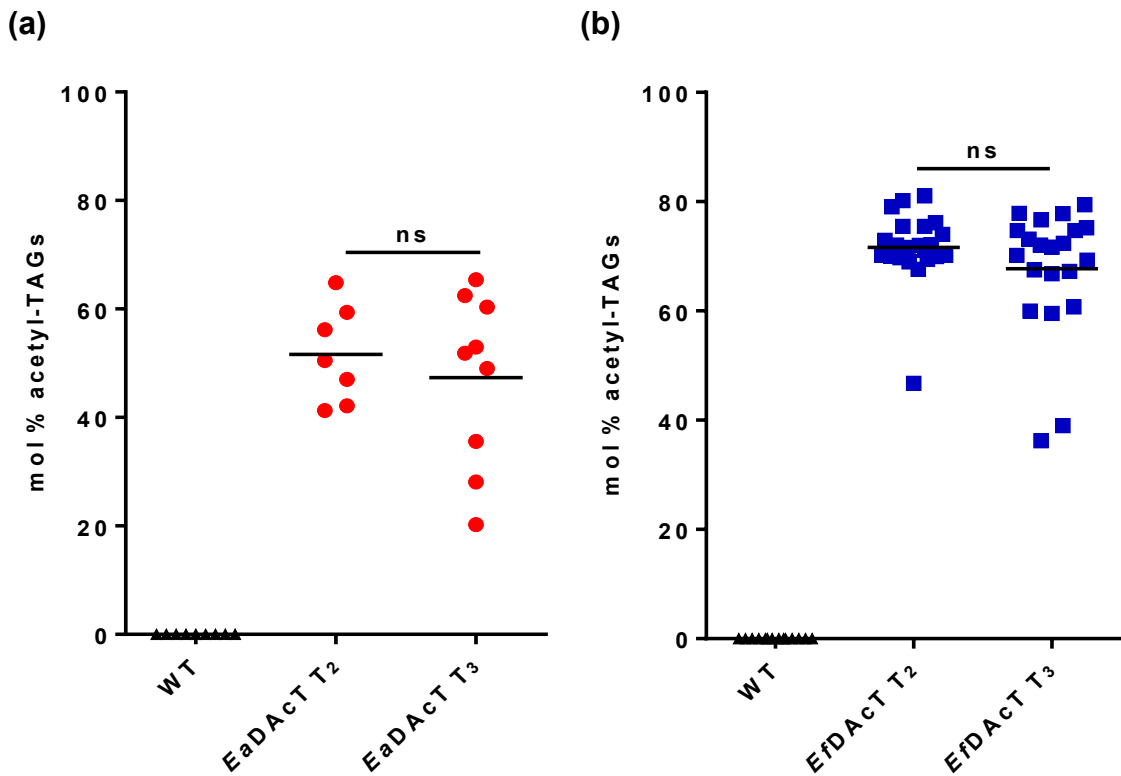 (a)
(b)
100
80
60
40
20
0
mol% acetyl-TAGs
ns
WT
EaDAcT T2
EaDAcT T3
100
80
60
40
20
0
mol% acetyl-TAGs
ns
WT
EfDAcT T2
EfDAcT T3